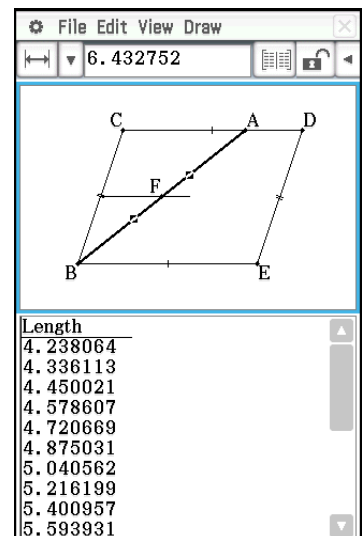 File Edit View Draw
6.432752
C A D
F
B E
Length
4.238064
4.336113
4.450021
4.578607
4.720669
4.875031
5.040562
5.216199
5.400957
5.593931